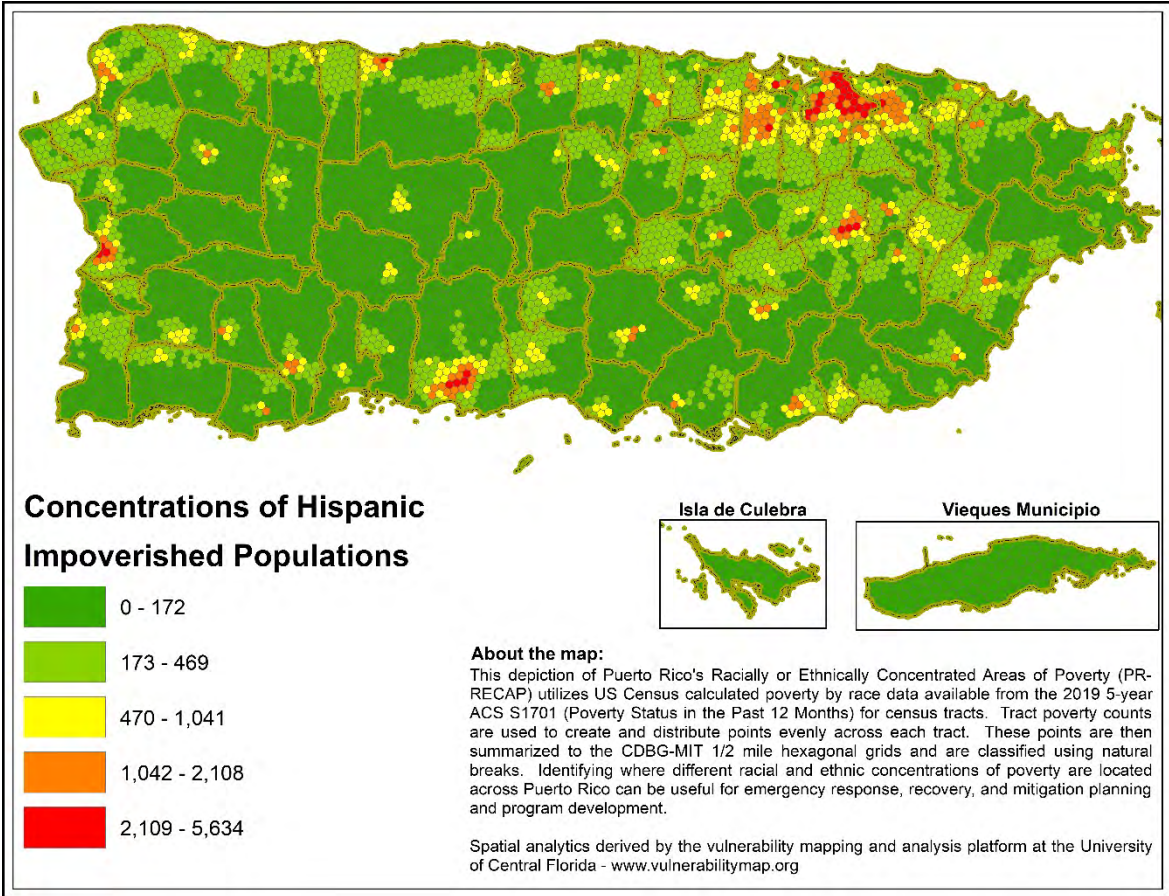 Concentrations of Hispanic
Impoverished Populations
0 - 172
173 - 469
470 - 1,041
1,042 - 2,108
2,109 - 5,634
Isla de Culebra
Vieques Municipio
About the map:
This depiction of Puerto Rico's Racially or Ethnically Concentrated Areas of Poverty (PR-
RECAP) utilizes US Census calculated poverty by race data available from the 2019 5-year
ACS S1701 (Poverty Status in the Past 12 Months) for census tracts. Tract poverty counts
are used to create and distribute points evenly across each tract. These points are then
summarized to the CDBG-MIT 1/2 mile hexagonal grids and are classified using natural
breaks. Identifying where different racial and ethnic concentrations of poverty are located
across Puerto Rico can be useful for emergency response, recovery, and mitigation planning
and program development.
Spatial analytics derived by the vulnerability mapping and analysis platform at the University
of Central Florida - www.vulnerabilitymap.org